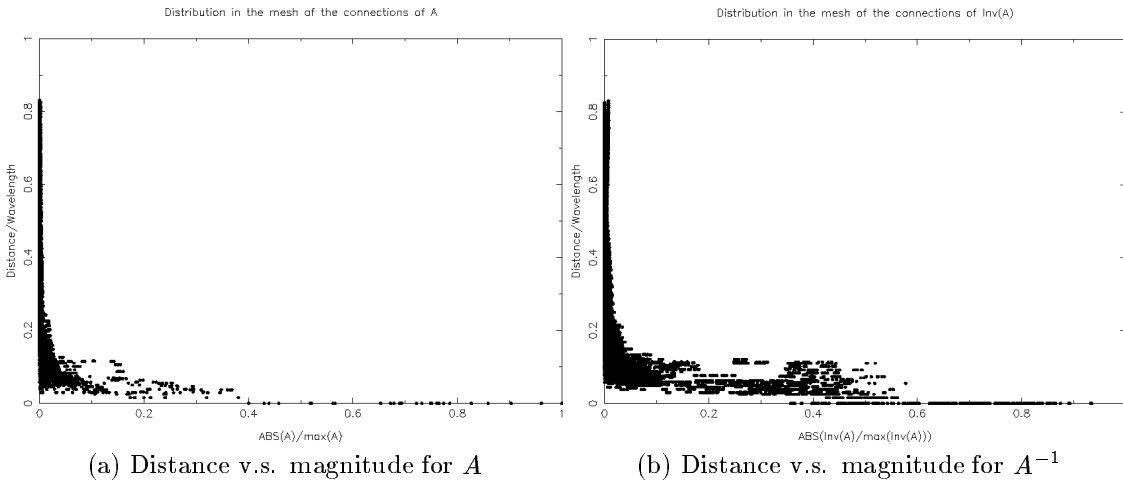 Distribution in the mesh of the connections of A
Distance/Wavelength
0 0.2 0.4 0.6 0.8 1
0 0.2 0.4 0.6 0.8 1
ABS(A)/max(A)
(a) Distance v.s. magnitude for A
Distribution in the mesh of the connections of Inv(A)
Distance/Wavelength
0 0.2 0.4 0.6 0.8 1
0 0.2 0.4 0.6 0.8
ABS(Inv(A)/max(Inv(A)))
(b) Distance v.s. magnitude for A⁻¹